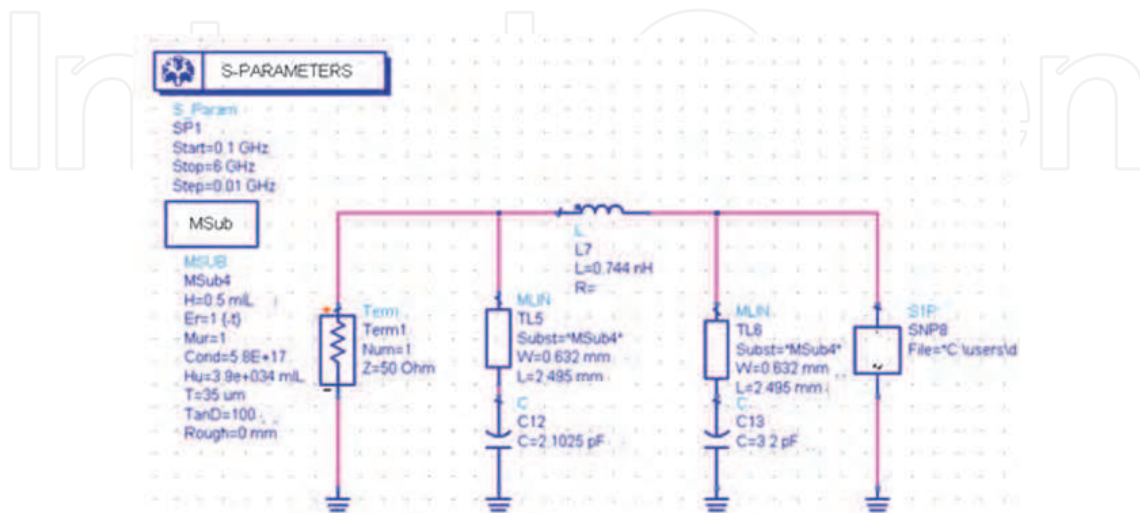 S-PARAMETERS
S_Param
SP1
Start=0.1 GHz
Stop=6 GHz
Step=0.01 GHz
MSub
MSUB
MSub4
H=0.5 mil
Er=1 (-t)
Mur=1
Cond=5.8E+17
Hu=3.9e+034 mil
T=35 um
TanD=100
Rough=0 mm
Term
Term1
Num=1
Z=50 Ohm
L
L7
L=0.744 nH
R=
MLIN
TL5
Subst="MSub4"
W=0.632 mm
L=2.495 mm
C
C12
C=2.1025 pF
MLIN
TL6
Subst="MSub4"
W=0.632 mm
L=2.495 mm
C
C13
C=3.2 pF
S1P
SNP8
File="C:\users\d